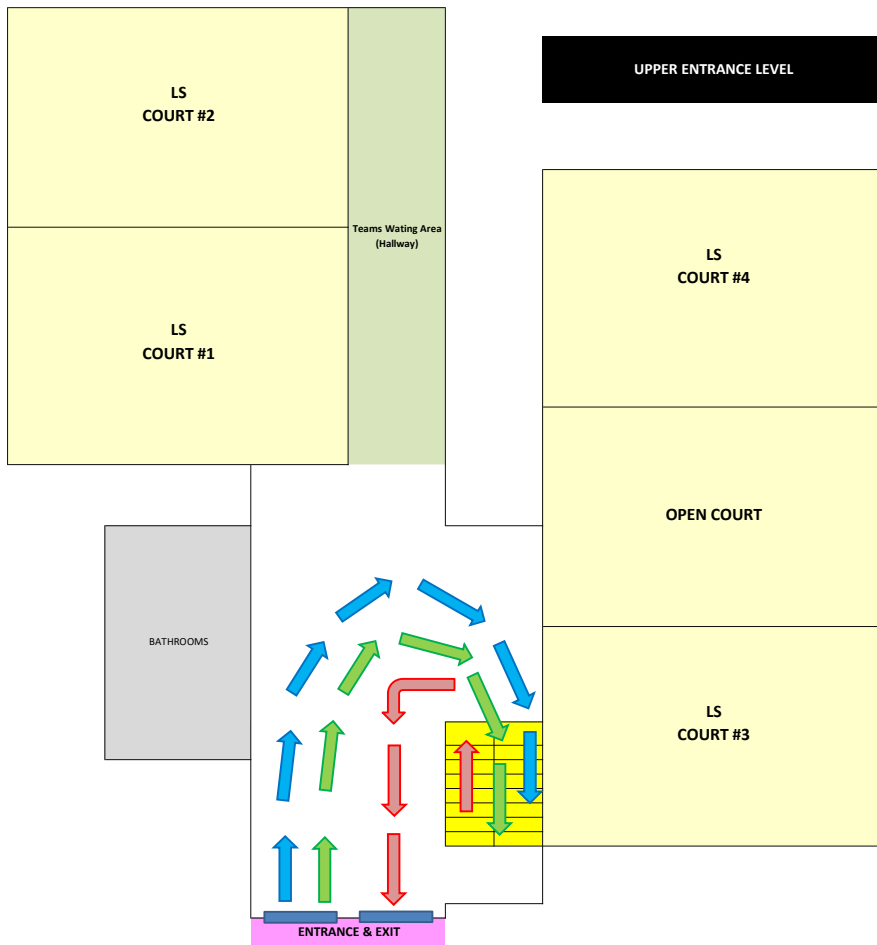 LS
COURT #2
UPPER ENTRANCE LEVEL
Teams Wating Area
(Hallway)
LS
COURT #4
LS
COURT #1
OPEN COURT
BATHROOMS
LS
COURT #3
ENTRANCE & EXIT